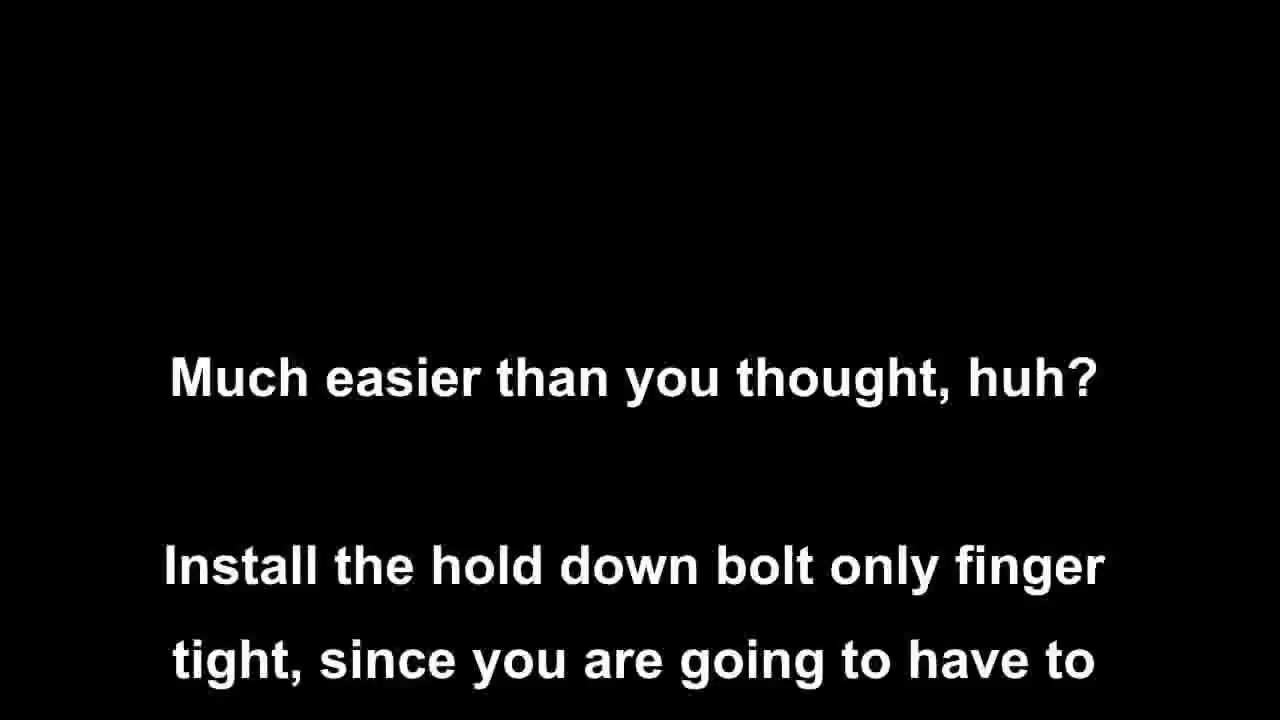 Much easier than you thought, huh?
Install the hold down bolt only finger
tight, since you are going to have to